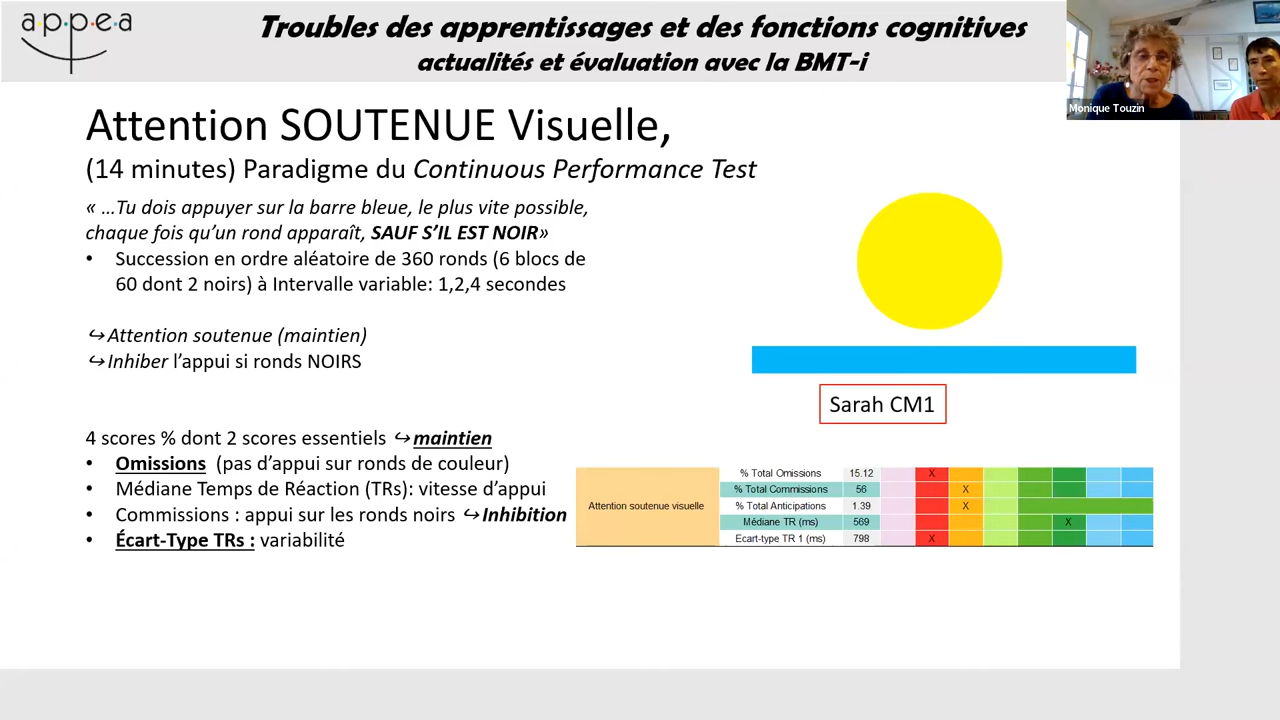 a·p·p·e·a
Troubles des apprentissages et des fonctions cognitives
actualités et évaluation avec la BMT-i
Monique Touzin
Attention SOUTENUE Visuelle,
(14 minutes) Paradigme du Continuous Performance Test
« …Tu dois appuyer sur la barre bleue, le plus vite possible,
chaque fois qu’un rond apparaît, SAUF S’IL EST NOIR»
• Succession en ordre aléatoire de 360 ronds (6 blocs de
60 dont 2 noirs) à Intervalle variable: 1,2,4 secondes
↪ Attention soutenue (maintien)
↪ Inhiber l’appui si ronds NOIRS
Sarah CM1
4 scores % dont 2 scores essentiels ↪ maintien
• Omissions (pas d’appui sur ronds de couleur)
• Médiane Temps de Réaction (TRs): vitesse d’appui
• Commissions : appui sur les ronds noirs ↪ Inhibition
• Écart-Type TRs : variabilité
Attention soutenue visuelle
% Total Omissions 15.12 X
% Total Commissions 56 X
% Total Anticipations 1.39 X
Médiane TR (ms) 569 X
Ecart-type TR 1 (ms) 798 X